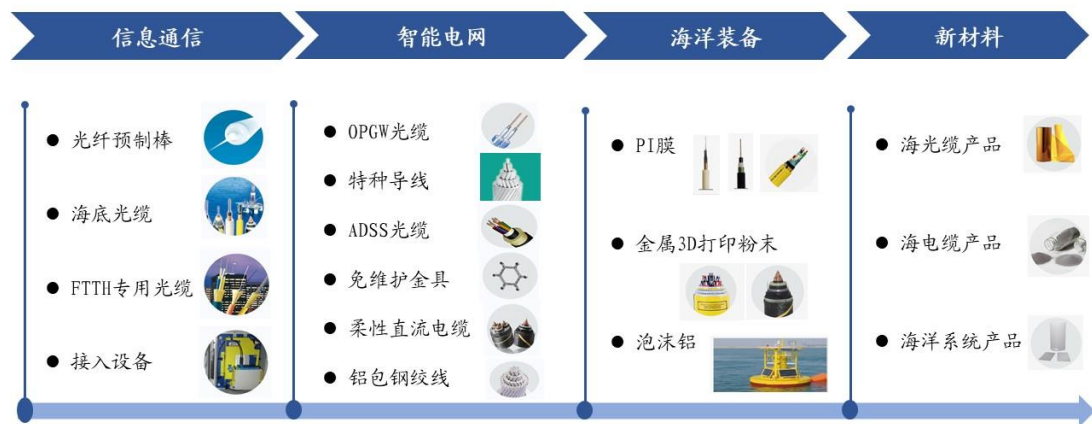 信息通信
智能电网
海洋装备
新材料
光纤预制棒
海底光缆
FTTH专用光缆
接入设备
OPGW光缆
特种导线
ADSS光缆
免维护金具
柔性直流电缆
铝包钢绞线
PI膜
金属3D打印粉末
泡沫铝
海光缆产品
海电缆产品
海洋系统产品